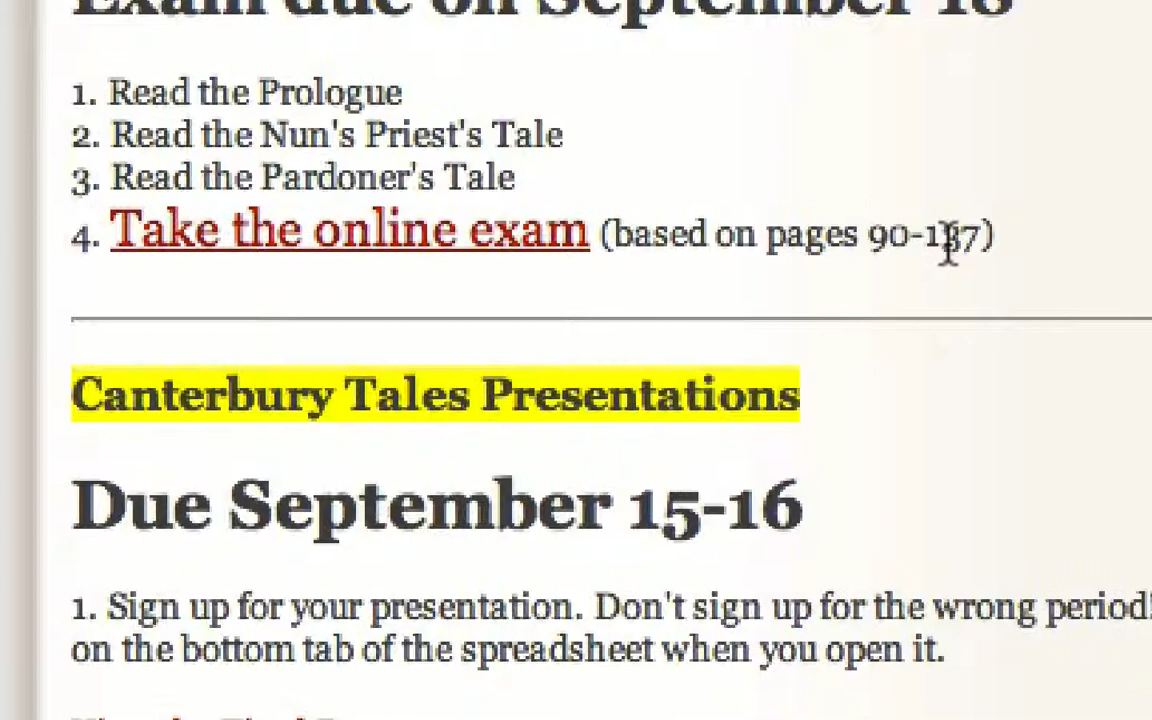 Exam due on September 18
1. Read the Prologue
2. Read the Nun's Priest's Tale
3. Read the Pardoner's Tale
4. Take the online exam (based on pages
Canterbury Tales Presentations
Due September 15-16
1. Sign up for your presentation. Don't sign up for the wrong period!
on the bottom tab of the spreadsheet when you open it.